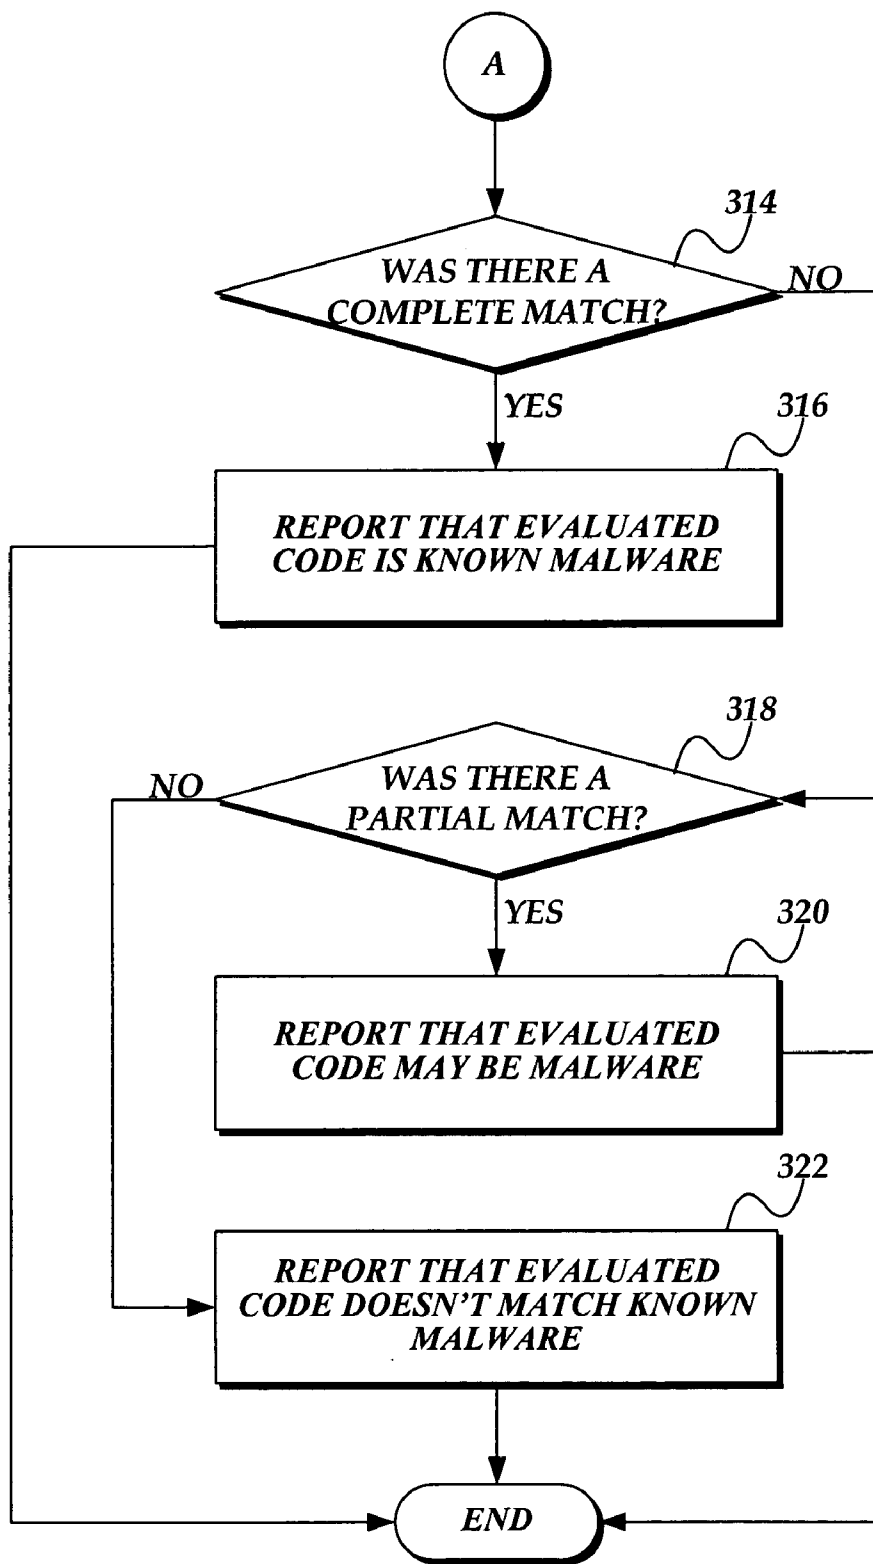 A
314
WAS THERE A
COMPLETE MATCH?
NO
YES
316
REPORT THAT EVALUATED
CODE IS KNOWN MALWARE
318
WAS THERE A
PARTIAL MATCH?
NO
YES
320
REPORT THAT EVALUATED
CODE MAY BE MALWARE
322
REPORT THAT EVALUATED
CODE DOESN'T MATCH KNOWN
MALWARE
END